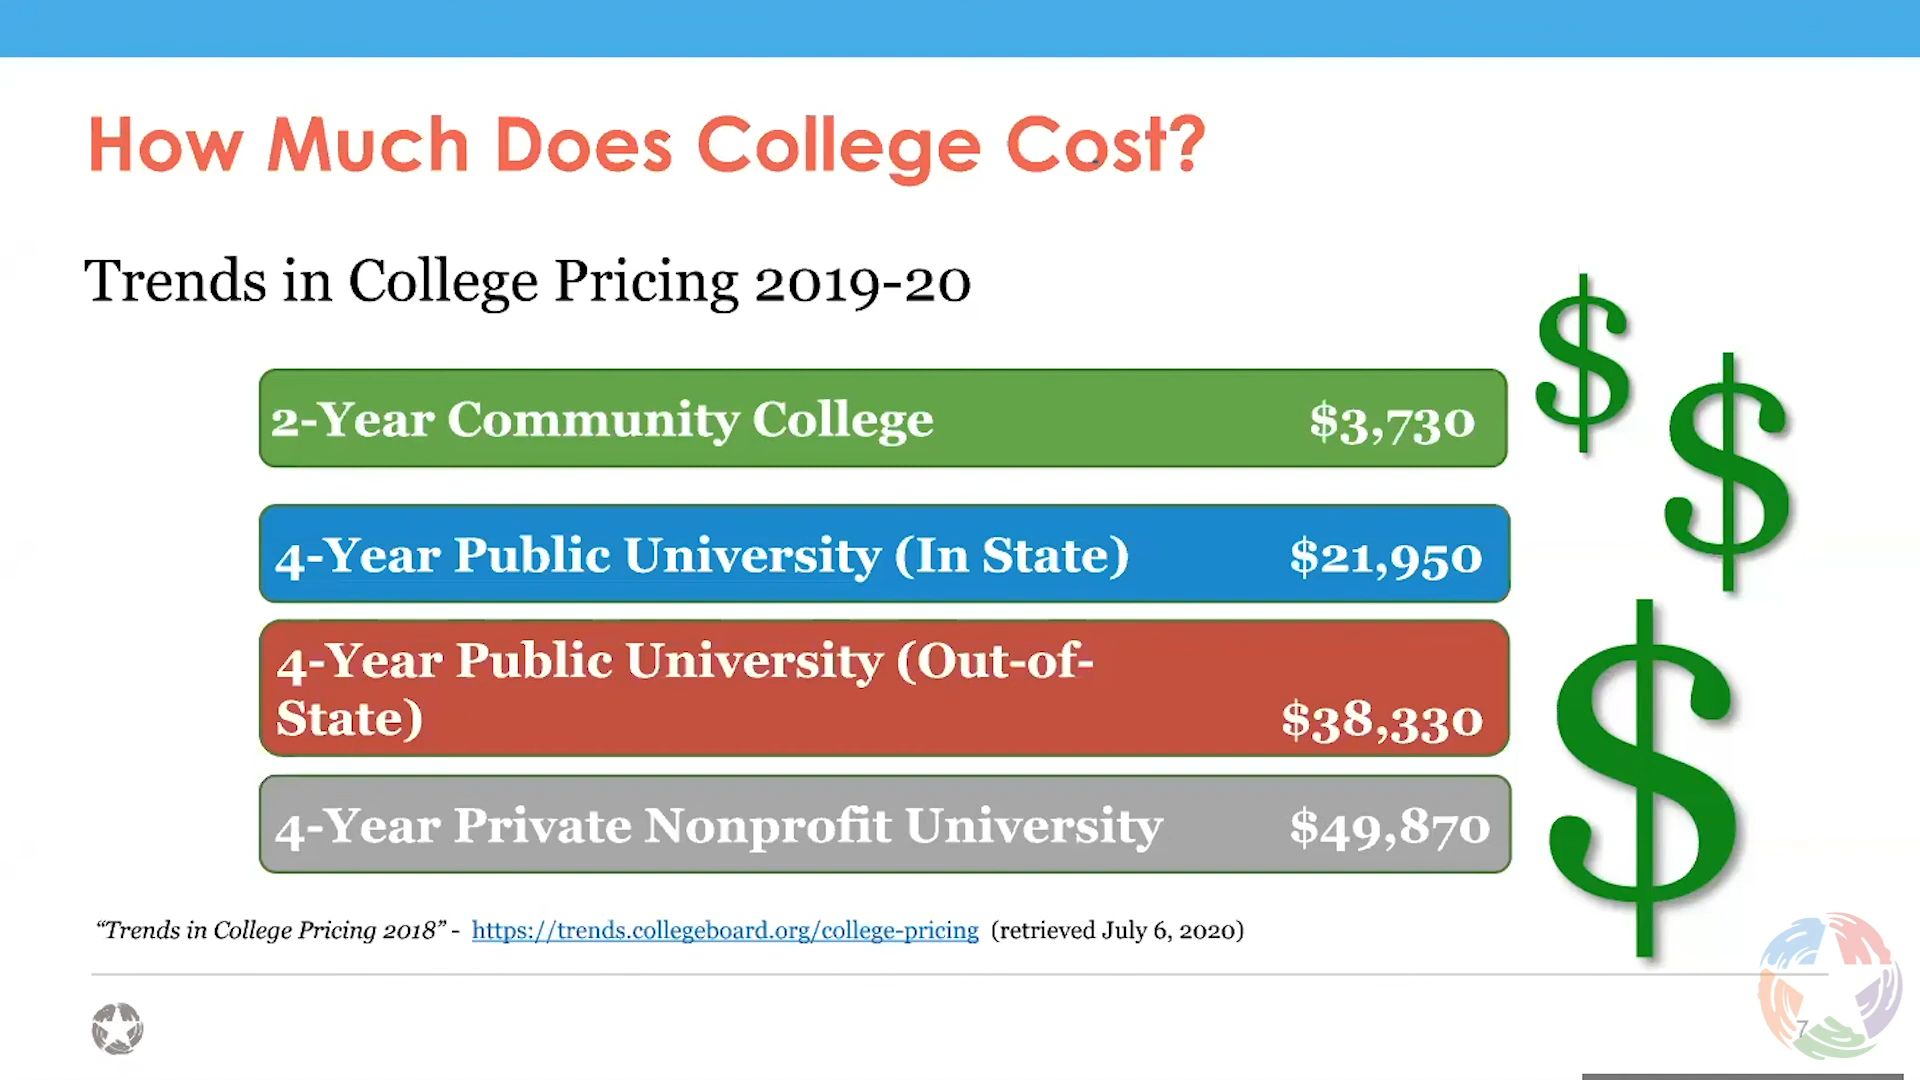 How Much Does College Cost?
Trends in College Pricing 2019-20
2-Year Community College $3,730
4-Year Public University (In State) $21,950
4-Year Public University (Out-of-
State) $38,330
4-Year Private Nonprofit University $49,870
$
$
$
“Trends in College Pricing 2018” - https://trends.collegeboard.org/college-pricing (retrieved July 6, 2020)
7